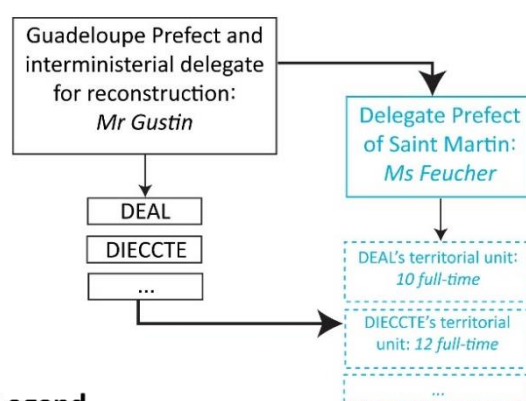 Guadeloupe Prefect and
interministerial delegate
for reconstruction:
Mr Gustin
Delegate Prefect
of Saint Martin:
Ms Feucher
DEAL
DIECCTE
...
DEAL's territorial unit:
10 full-time
DIECCTE's territorial
unit: 12 full-time
...